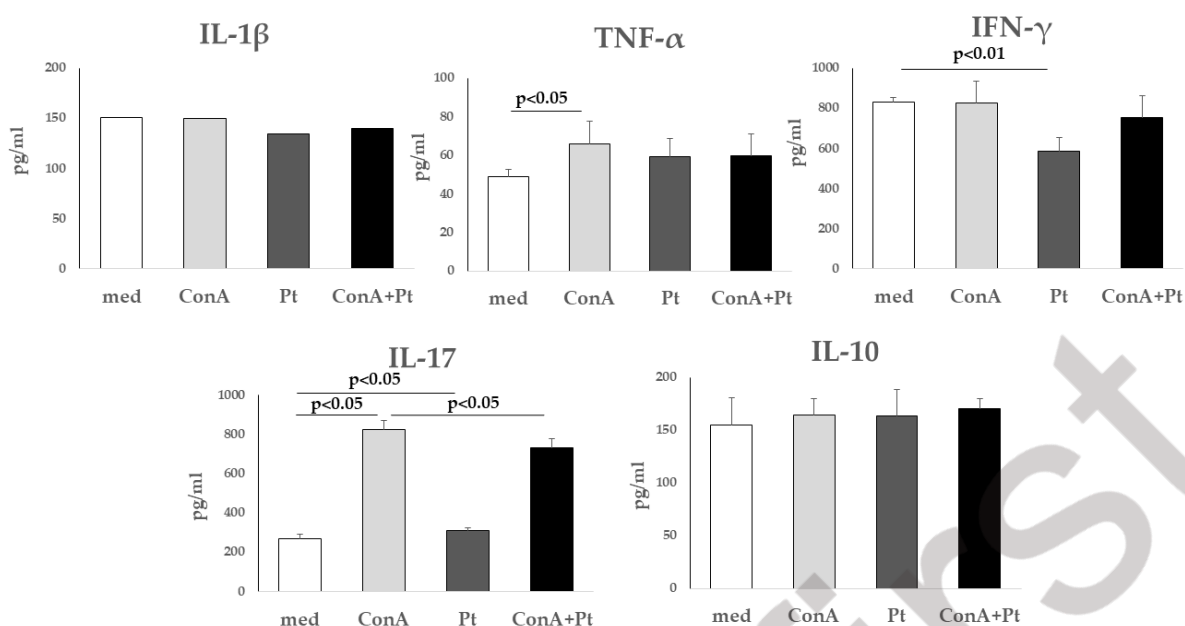 IL-1β
200
150
100
50
0
pg/ml
med ConA Pt ConA+Pt
TNF-α
p<0.05
100
80
60
40
20
0
pg/ml
med ConA Pt ConA+Pt
IFN-γ
p<0.01
1000
800
600
400
200
0
pg/ml
med ConA Pt ConA+Pt
IL-17
p<0.05
p<0.05 p<0.05
1000
800
600
400
200
0
pg/ml
med ConA Pt ConA+Pt
IL-10
200
150
100
50
0
pg/ml
med ConA Pt ConA+Pt
irst